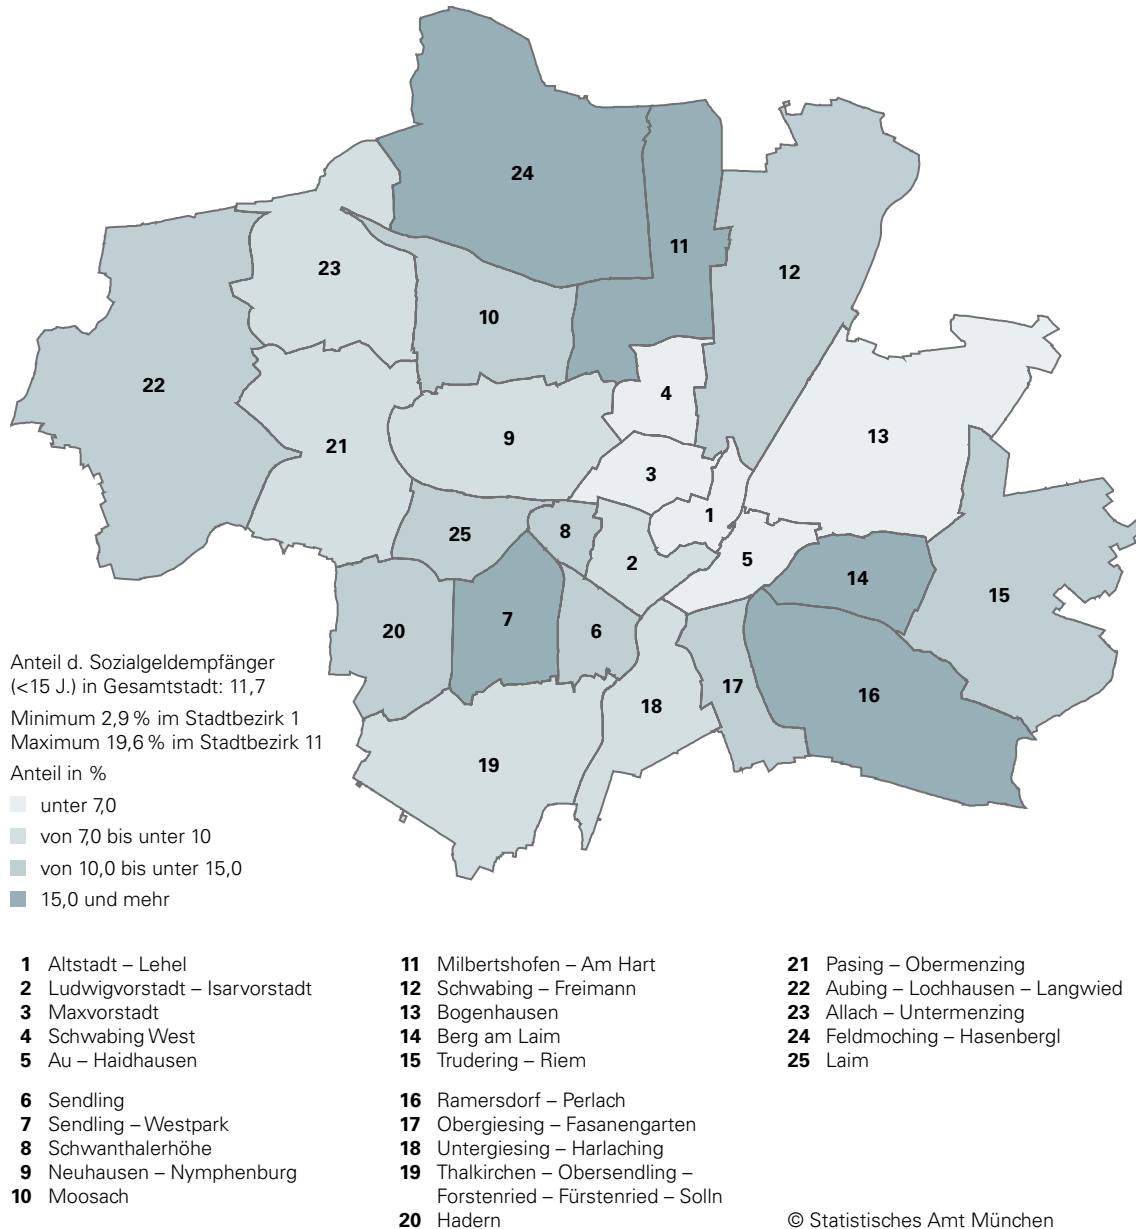 24
11
12
23
10
22
4
13
9
21
3
1
25
8
2
5
14
15
7
20
6
17
16
18
19
Anteil d. Sozialgeldempfänger
(<15 J.) in Gesamtstadt: 11,7
Minimum 2,9 % im Stadtbezirk 1
Maximum 19,6 % im Stadtbezirk 11
Anteil in %
unter 7,0
von 7,0 bis unter 10
von 10,0 bis unter 15,0
15,0 und mehr
1 Altstadt – Lehel
2 Ludwigvorstadt – Isarvorstadt
3 Maxvorstadt
4 Schwabing West
5 Au – Haidhausen
6 Sendling
7 Sendling – Westpark
8 Schwanthalerhöhe
9 Neuhausen – Nymphenburg
10 Moosach
11 Milbertshofen – Am Hart
12 Schwabing – Freimann
13 Bogenhausen
14 Berg am Laim
15 Trudering – Riem
16 Ramersdorf – Perlach
17 Obergiesing – Fasanengarten
18 Untergiesing – Harlaching
19 Thalkirchen – Obersendling –
Forstenried – Fürstenried – Solln
20 Hadern
21 Pasing – Obermenzing
22 Aubing – Lochhausen – Langwied
23 Allach – Untermenzing
24 Feldmoching – Hasenbergl
25 Laim
© Statistisches Amt München